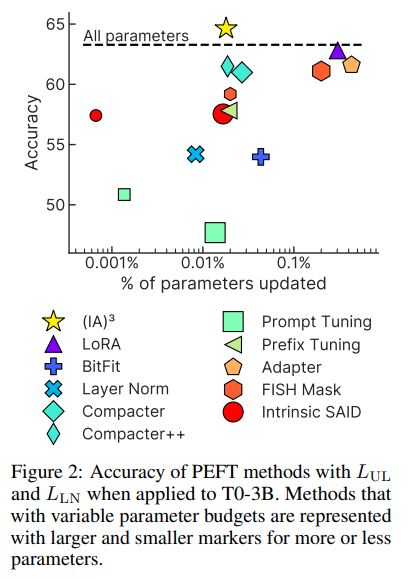 65
All parameters
60
55
50
Accuracy
0.001% 0.01% 0.1%
% of parameters updated
(IA)³ Prompt Tuning
LoRA Prefix Tuning
BitFit Adapter
Layer Norm FISH Mask
Compacter Intrinsic SAID
Compacter++
Figure 2: Accuracy of PEFT methods with L_UL
and L_LN when applied to T0-3B. Methods that
with variable parameter budgets are represented
with larger and smaller markers for more or less
parameters.